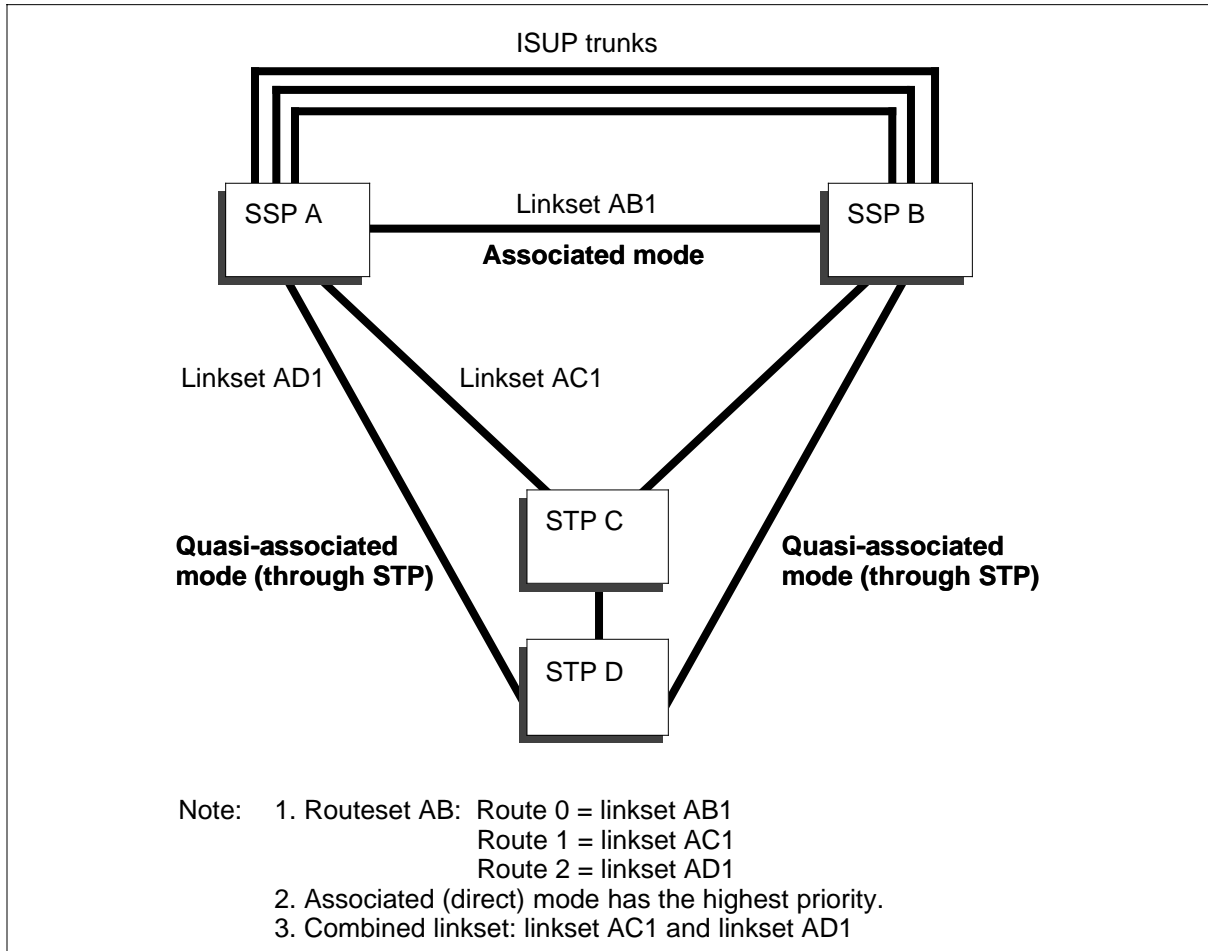 ISUP trunks
SSP A
Linkset AB1
SSP B
Associated mode
Linkset AD1
Linkset AC1
STP C
Quasi-associated
mode (through STP)
Quasi-associated
mode (through STP)
STP D
Note: 1. Routeset AB: Route 0 = linkset AB1
Route 1 = linkset AC1
Route 2 = linkset AD1
2. Associated (direct) mode has the highest priority.
3. Combined linkset: linkset AC1 and linkset AD1